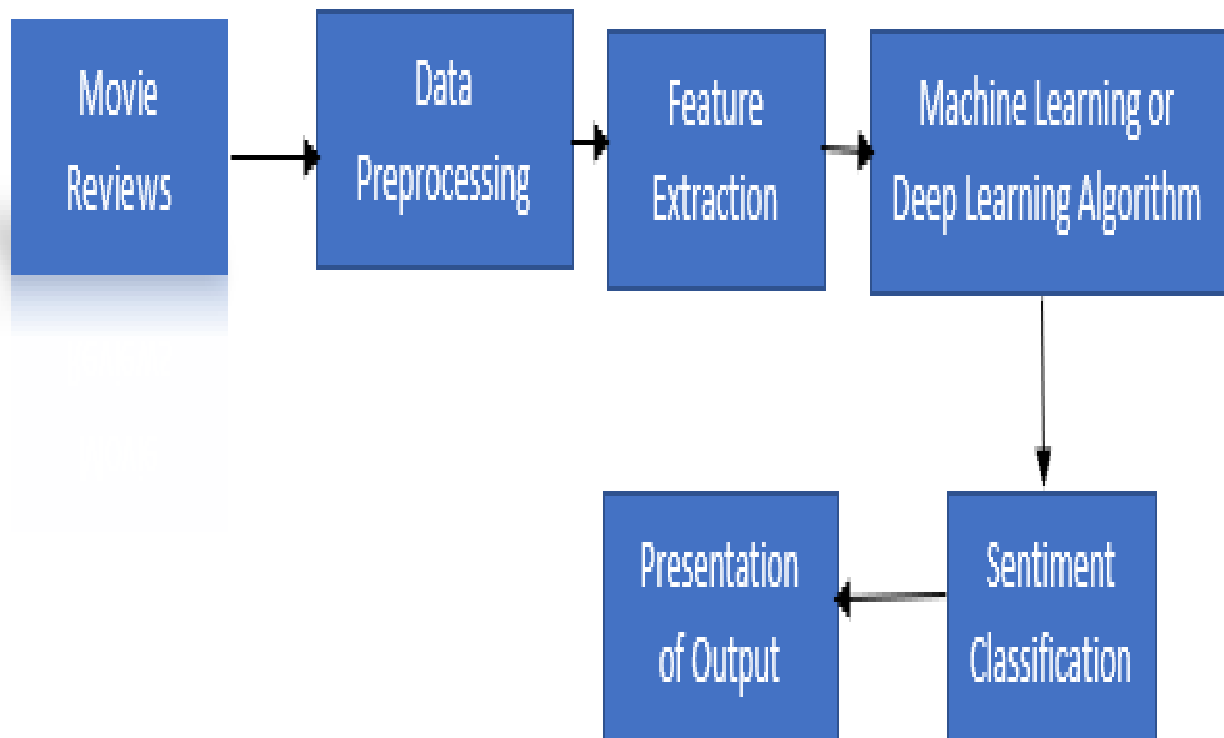 Movie
Reviews
Data
Preprocessing
Feature
Extraction
Machine Learning or
Deep Learning Algorithm
Sentiment
Classification
Presentation
of Output